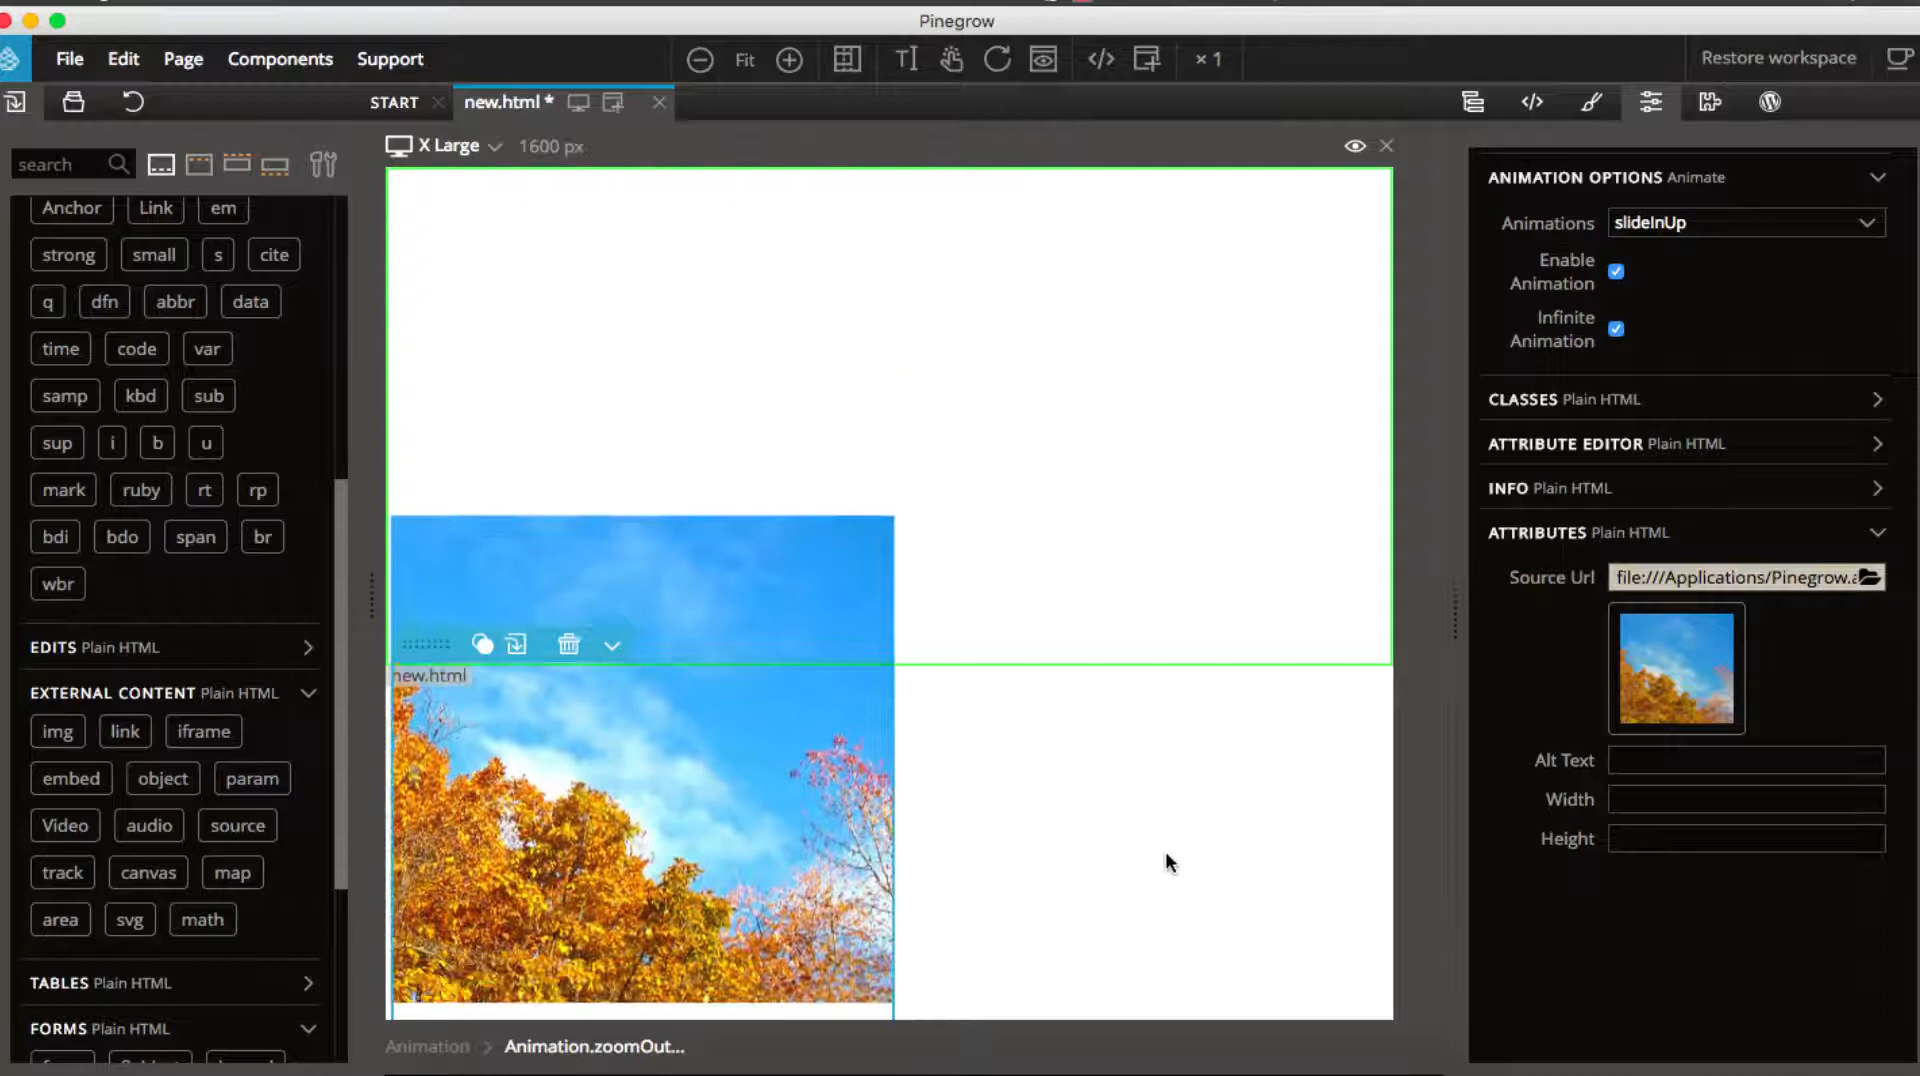 Pinegrow
File Edit Page Components Support Fit × 1 Restore workspace
START new.html *
search
X Large 1600 px
Anchor Link em
strong small s cite
q dfn abbr data
time code var
samp kbd sub
sup i b u
mark ruby rt rp
bdi bdo span br
wbr
EDITS Plain HTML
EXTERNAL CONTENT Plain HTML
img link iframe
embed object param
Video audio source
track canvas map
area svg math
TABLES Plain HTML
FORMS Plain HTML
new.html
Animation Animation.zoomOut...
ANIMATION OPTIONS Animate
Animations slideInUp
Enable
Animation
Infinite
Animation
CLASSES Plain HTML
ATTRIBUTE EDITOR Plain HTML
INFO Plain HTML
ATTRIBUTES Plain HTML
Source Url file:///Applications/Pinegrow.a
Alt Text
Width
Height